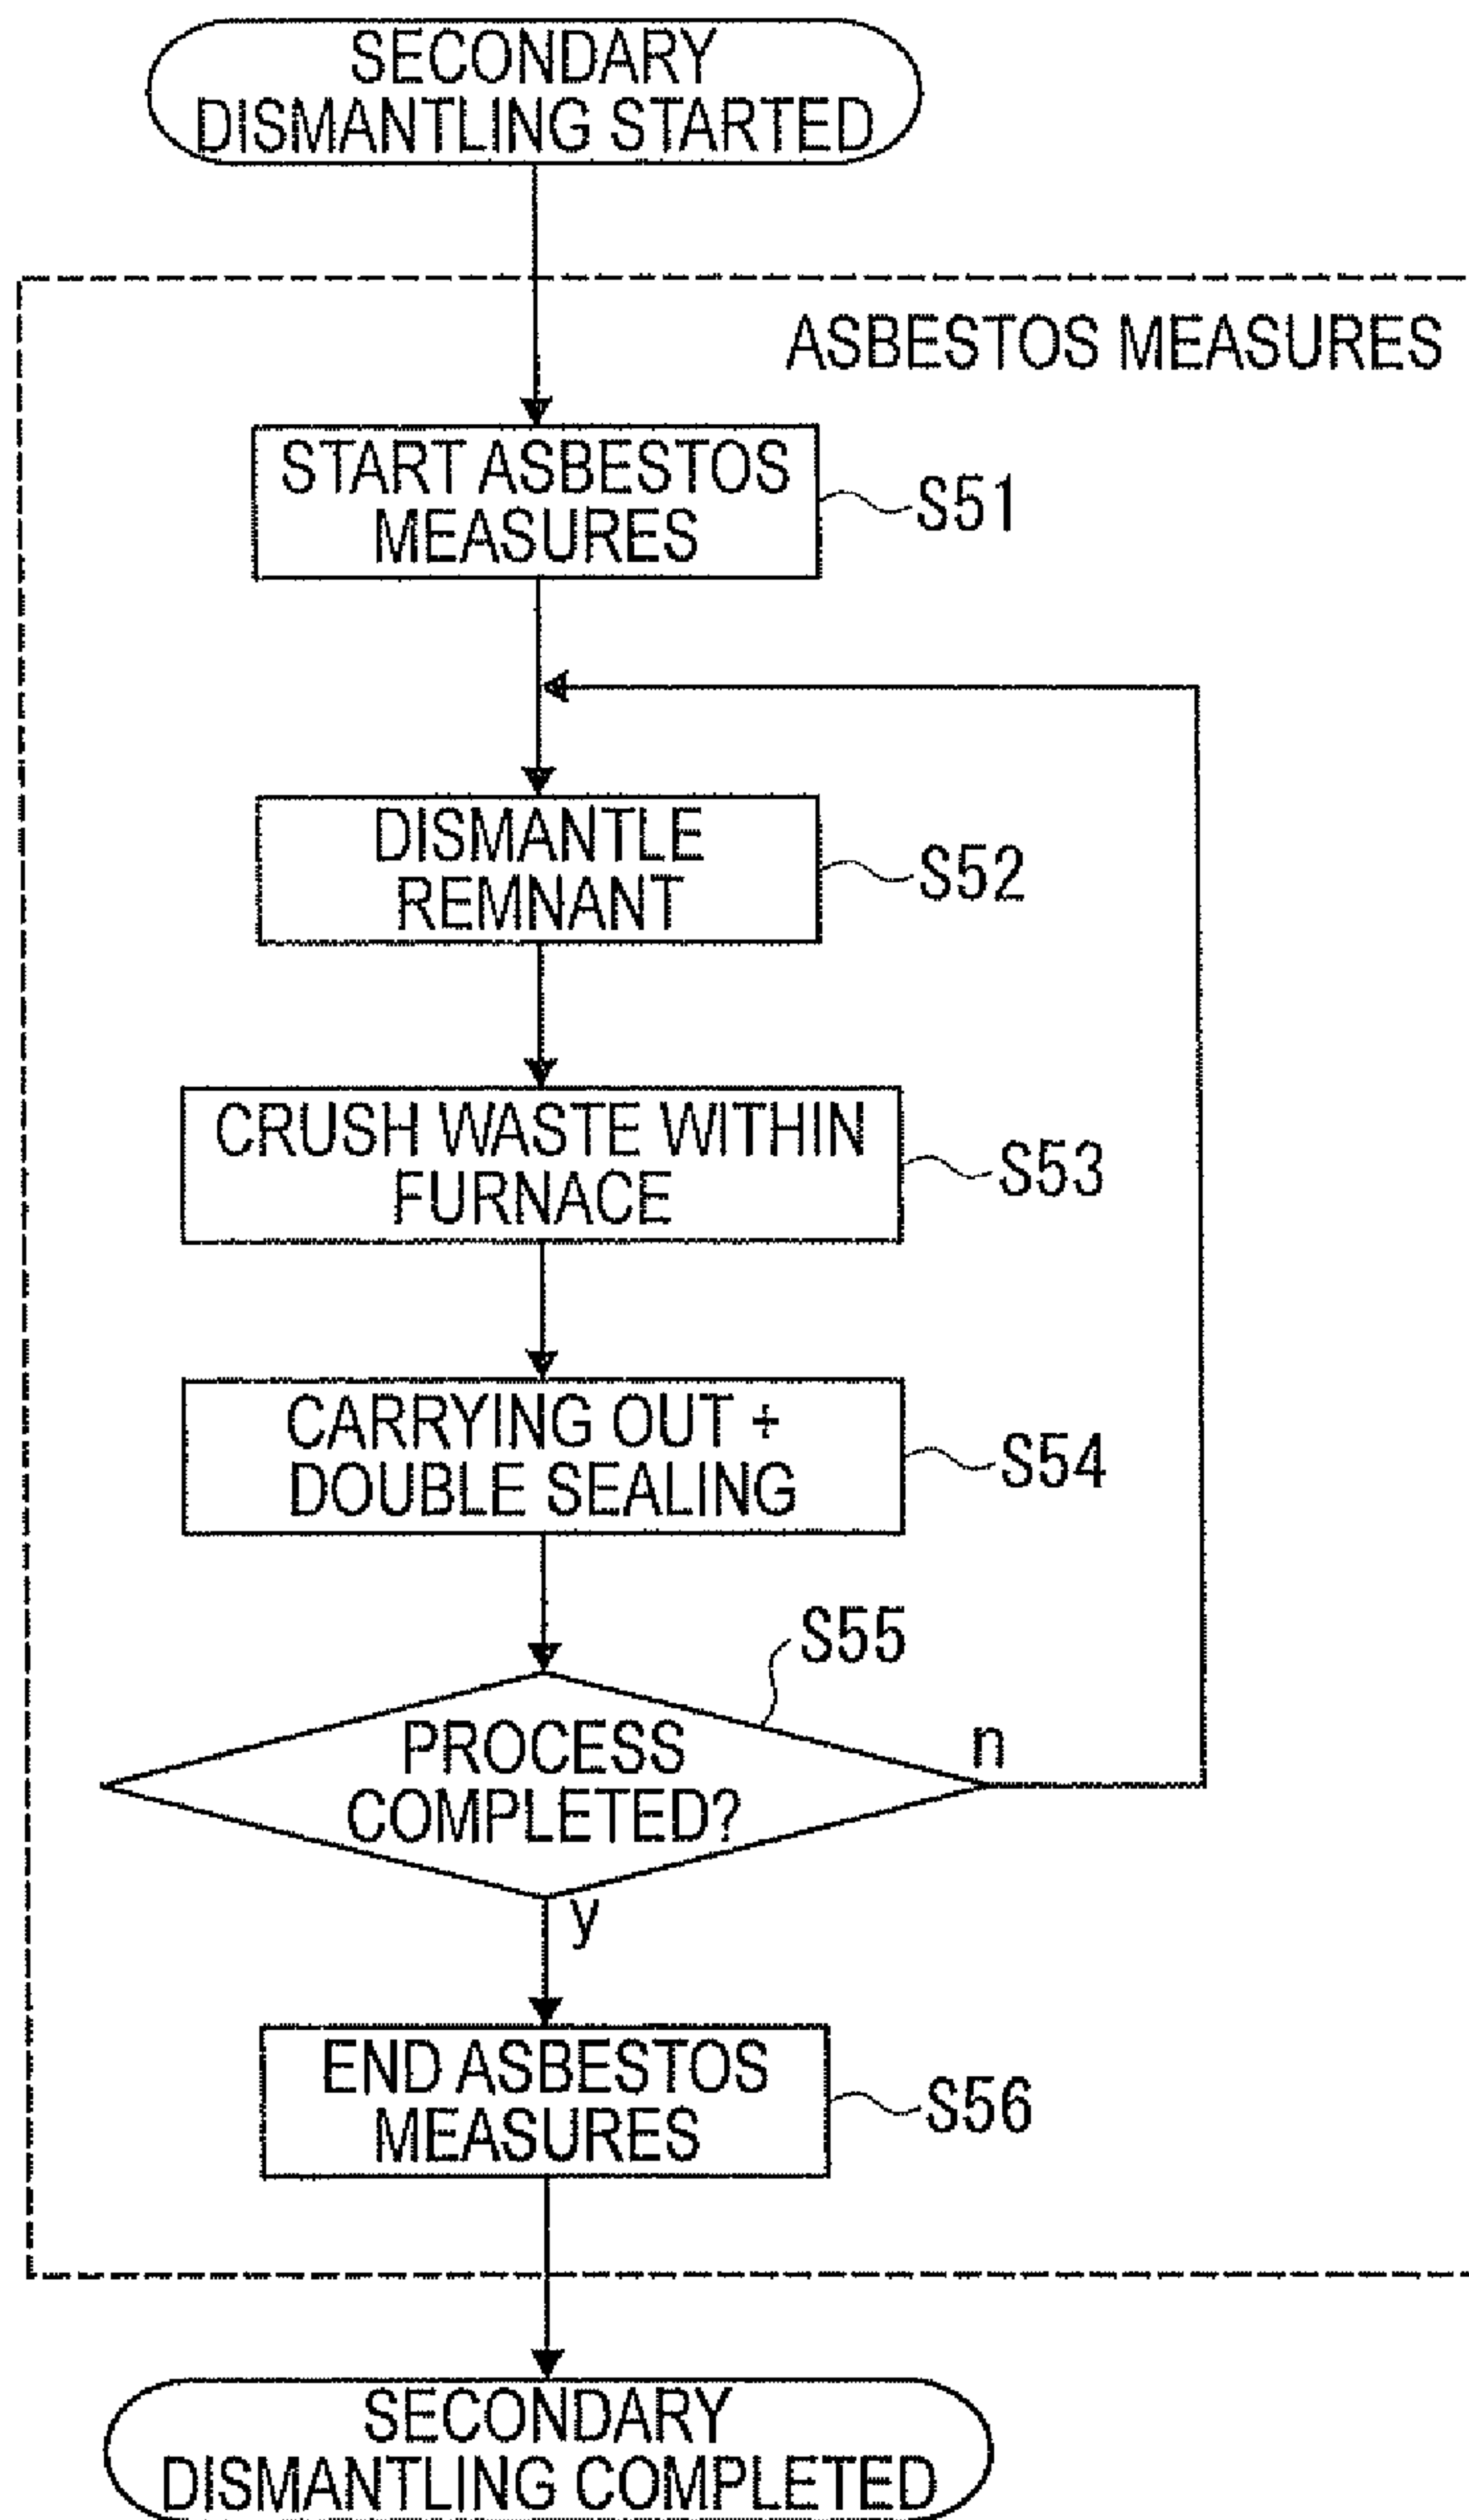 SECONDARY
DISMANTLING STARTED
ASBESTOS MEASURES
START ASBESTOS
MEASURES
S51
DISMANTLE
REMNANT
S52
CRUSH WASTE WITHIN
FURNACE
S53
CARRYING OUT +
DOUBLE SEALING
S54
S55
PROCESS
COMPLETED?
n
y
END ASBESTOS
MEASURES
S56
SECONDARY
DISMANTLING COMPLETED